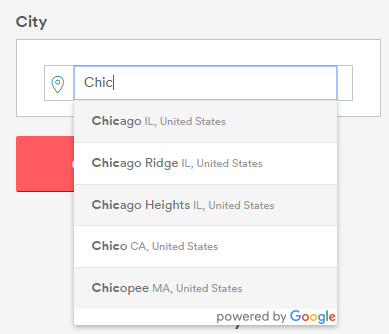 City
Chic
Chicago IL, United States
Chicago Ridge IL, United States
Chicago Heights IL, United States
Chico CA, United States
Chicopee MA, United States
powered by Google